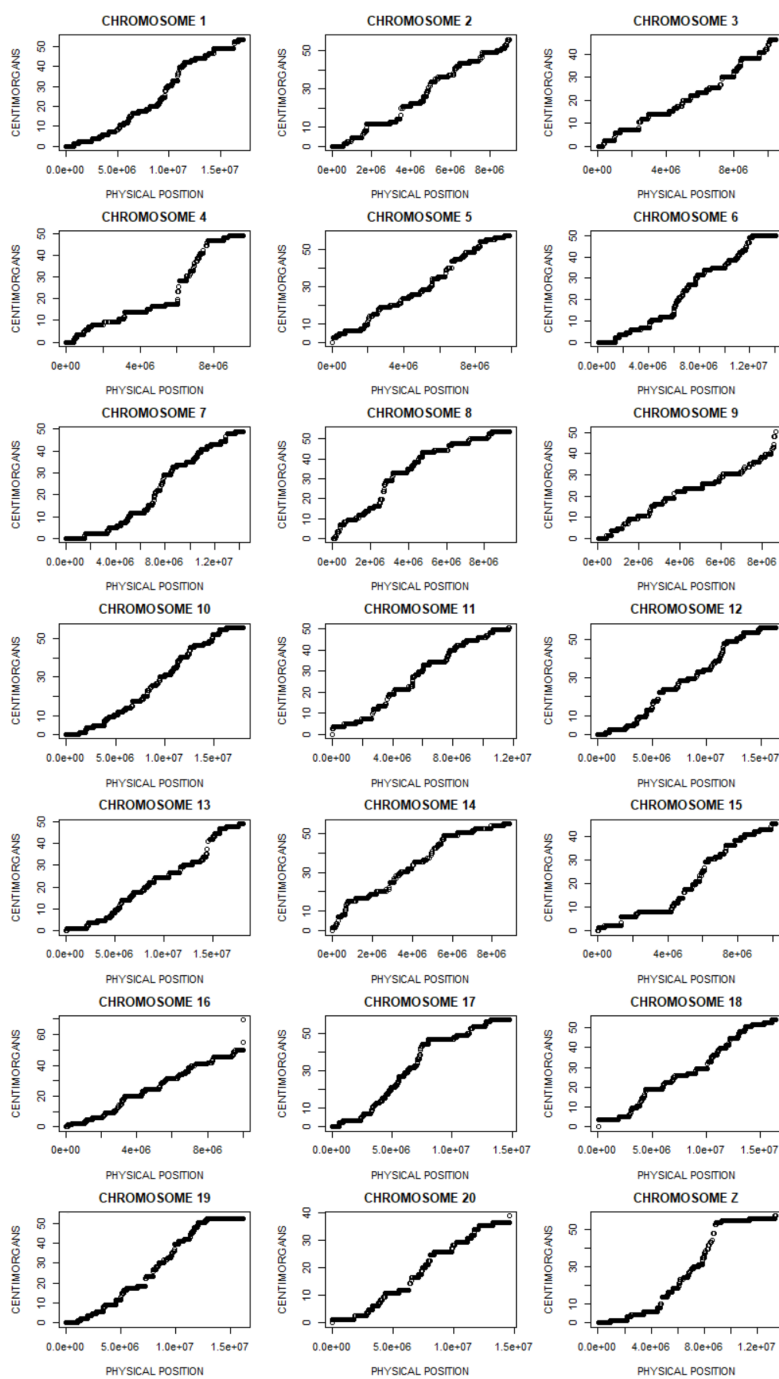 CHROMOSOME 1
CENTIMORGANS
0 10 20 30 40 50
0.0e+00 5.0e+06 1.0e+07 1.5e+07
PHYSICAL POSITION
CHROMOSOME 2
CENTIMORGANS
0 10 20 30 40 50
0e+00 2e+06 4e+06 6e+06 8e+06
PHYSICAL POSITION
CHROMOSOME 3
CENTIMORGANS
0 10 20 30 40
0e+00 4e+06 8e+06
PHYSICAL POSITION
CHROMOSOME 4
CENTIMORGANS
0 10 20 30 40 50
0e+00 4e+06 8e+06
PHYSICAL POSITION
CHROMOSOME 5
CENTIMORGANS
0 10 20 30 40 50
0e+00 4e+06 8e+06
PHYSICAL POSITION
CHROMOSOME 6
CENTIMORGANS
0 10 20 30 40 50
0.0e+00 6.0e+06 1.2e+07
PHYSICAL POSITION
CHROMOSOME 7
CENTIMORGANS
0 10 20 30 40 50
0.0e+00 4.0e+06 8.0e+06 1.2e+07
PHYSICAL POSITION
CHROMOSOME 8
CENTIMORGANS
0 10 20 30 40 50
0e+00 2e+06 4e+06 6e+06 8e+06
PHYSICAL POSITION
CHROMOSOME 9
CENTIMORGANS
0 10 20 30 40 50
0e+00 2e+06 4e+06 6e+06 8e+06
PHYSICAL POSITION
CHROMOSOME 10
CENTIMORGANS
0 10 20 30 40 50
0.0e+00 5.0e+06 1.0e+07 1.5e+07
PHYSICAL POSITION
CHROMOSOME 11
CENTIMORGANS
0 10 20 30 40 50
0.0e+00 4.0e+06 8.0e+06 1.2e+07
PHYSICAL POSITION
CHROMOSOME 12
CENTIMORGANS
0 10 20 30 40 50
0.0e+00 5.0e+06 1.0e+07 1.5e+07
PHYSICAL POSITION
CHROMOSOME 13
CENTIMORGANS
0 10 20 30 40 50
0.0e+00 5.0e+06 1.0e+07 1.5e+07
PHYSICAL POSITION
CHROMOSOME 14
CENTIMORGANS
0 10 20 30 40 50
0e+00 2e+06 4e+06 6e+06 8e+06
PHYSICAL POSITION
CHROMOSOME 15
CENTIMORGANS
0 10 20 30 40
0e+00 4e+06 8e+06
PHYSICAL POSITION
CHROMOSOME 16
CENTIMORGANS
0 20 40 60
0e+00 4e+06 8e+06
PHYSICAL POSITION
CHROMOSOME 17
CENTIMORGANS
0 10 20 30 40 50
0.0e+00 5.0e+06 1.0e+07 1.5e+07
PHYSICAL POSITION
CHROMOSOME 18
CENTIMORGANS
0 10 20 30 40 50
0.0e+00 5.0e+06 1.0e+07 1.5e+07
PHYSICAL POSITION
CHROMOSOME 19
CENTIMORGANS
0 10 20 30 40 50
0.0e+00 5.0e+06 1.0e+07 1.5e+07
PHYSICAL POSITION
CHROMOSOME 20
CENTIMORGANS
0 10 20 30 40
0.0e+00 5.0e+06 1.0e+07 1.5e+07
PHYSICAL POSITION
CHROMOSOME Z
CENTIMORGANS
0 10 20 30 40 50
0.0e+00 4.0e+06 8.0e+06 1.2e+07
PHYSICAL POSITION